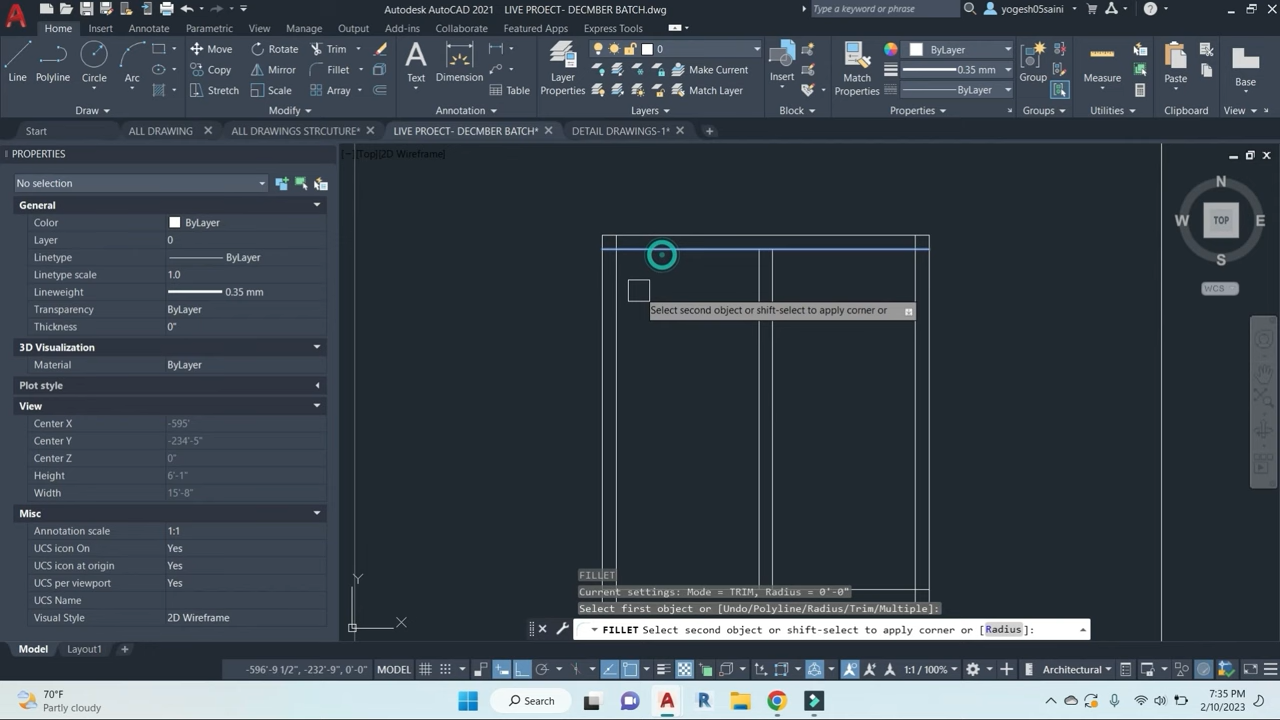 Autodesk AutoCAD 2021 LIVE PROECT- DECMBER BATCH.dwg
Type a keyword or phrase
yogesh05saini
Home Insert Annotate Parametric View Manage Output Add-ins Collaborate Featured Apps Express Tools
Line Polyline Circle Arc
Move Rotate Trim
Copy Mirror Fillet
Stretch Scale Array
Text Dimension Table
Layer Properties
0
Make Current
Match Layer
Insert
Match Properties
ByLayer
0.35 mm
ByLayer
Group Measure Paste Base
Draw Modify Annotation Layers Block Properties Groups Utilities Clipboard View
Start ALL DRAWING ALL DRAWINGS STRCUTURE* LIVE PROECT- DECMBER BATCH* DETAIL DRAWINGS-1*
PROPERTIES
[-][Top][2D Wireframe]
No selection
General
Color ByLayer
Layer 0
Linetype ByLayer
Linetype scale 1.0
Lineweight 0.35 mm
Transparency ByLayer
Thickness 0"
3D Visualization
Material ByLayer
Plot style
View
Center X -595'
Center Y -234'-5"
Center Z 0"
Height 6'-1"
Width 15'-8"
Misc
Annotation scale 1:1
UCS icon On Yes
UCS icon at origin Yes
UCS per viewport Yes
UCS Name
Visual Style 2D Wireframe
N
W TOP E
S
WCS
Select second object or shift-select to apply corner or
Y
X
FILLET
Current settings: Mode = TRIM, Radius = 0'-0"
Select first object or [Undo/Polyline/Radius/Trim/Multiple]:
FILLET Select second object or shift-select to apply corner or [Radius]:
Model Layout1
-596'-9 1/2", -232'-9", 0'-0" MODEL
1:1 / 100%
Architectural
70°F
Partly cloudy
Search
7:35 PM
2/10/2023